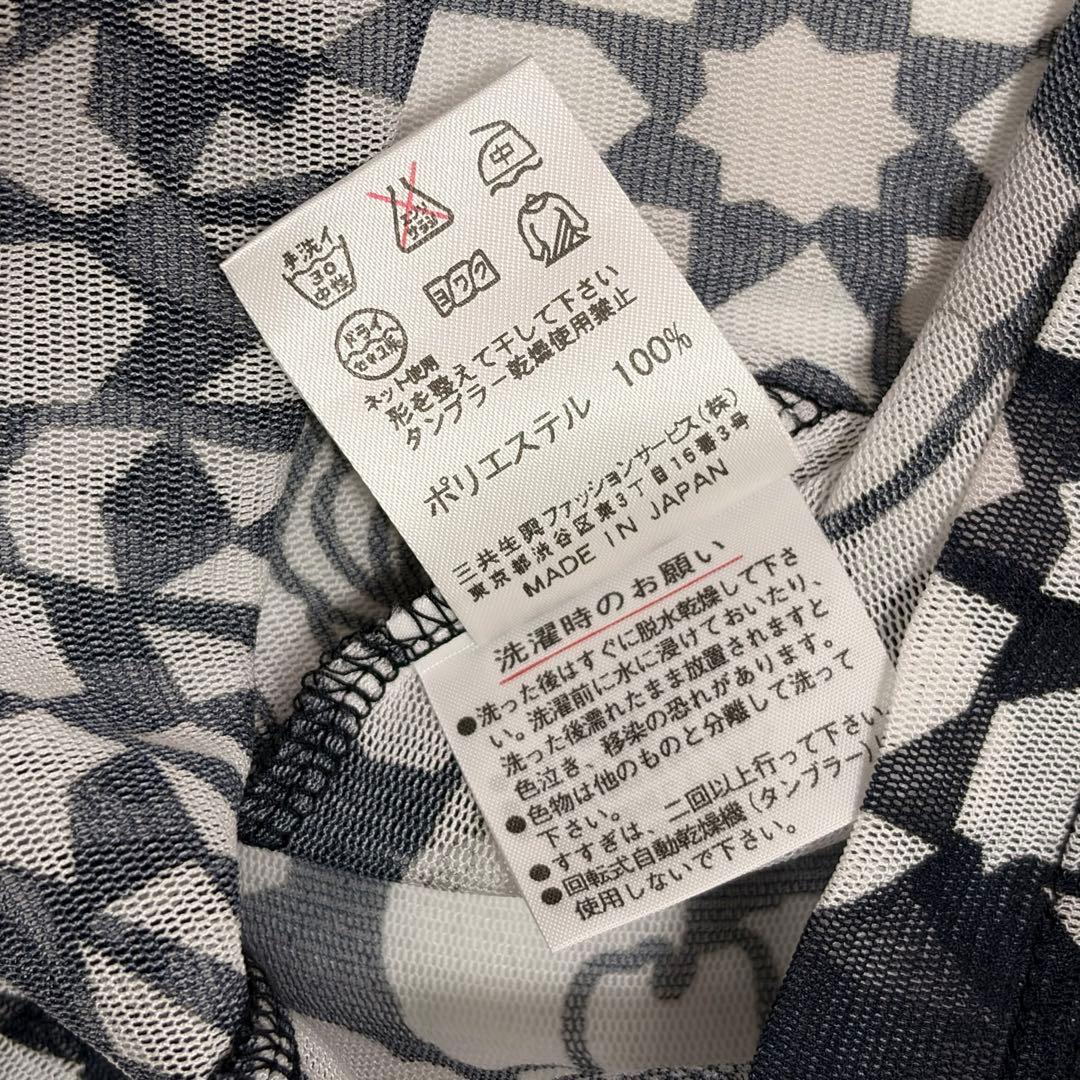 手洗イ
30
中性
エンソ
サラシ
中
ドライ
セキユ系
ヨワク
ネット使用
形を整えて干して下さい
タンブラー乾燥使用禁止
ポリエステル 100%
三共生興ファッションサービス(株)
東京都渋谷区東3丁目16番3号
MADE IN JAPAN
洗濯時のお願い
●洗った後はすぐに脱水乾燥して下さ
い。洗濯前に水に浸けておいたり、
洗った後濡れたまま放置されますと
色泣き、移染の恐れがあります。
●色物は他のものと分離して洗って
下さい。
●すすぎは、二回以上行って下さい。
●回転式自動乾燥機(タンブラー)は
使用しないで下さい。